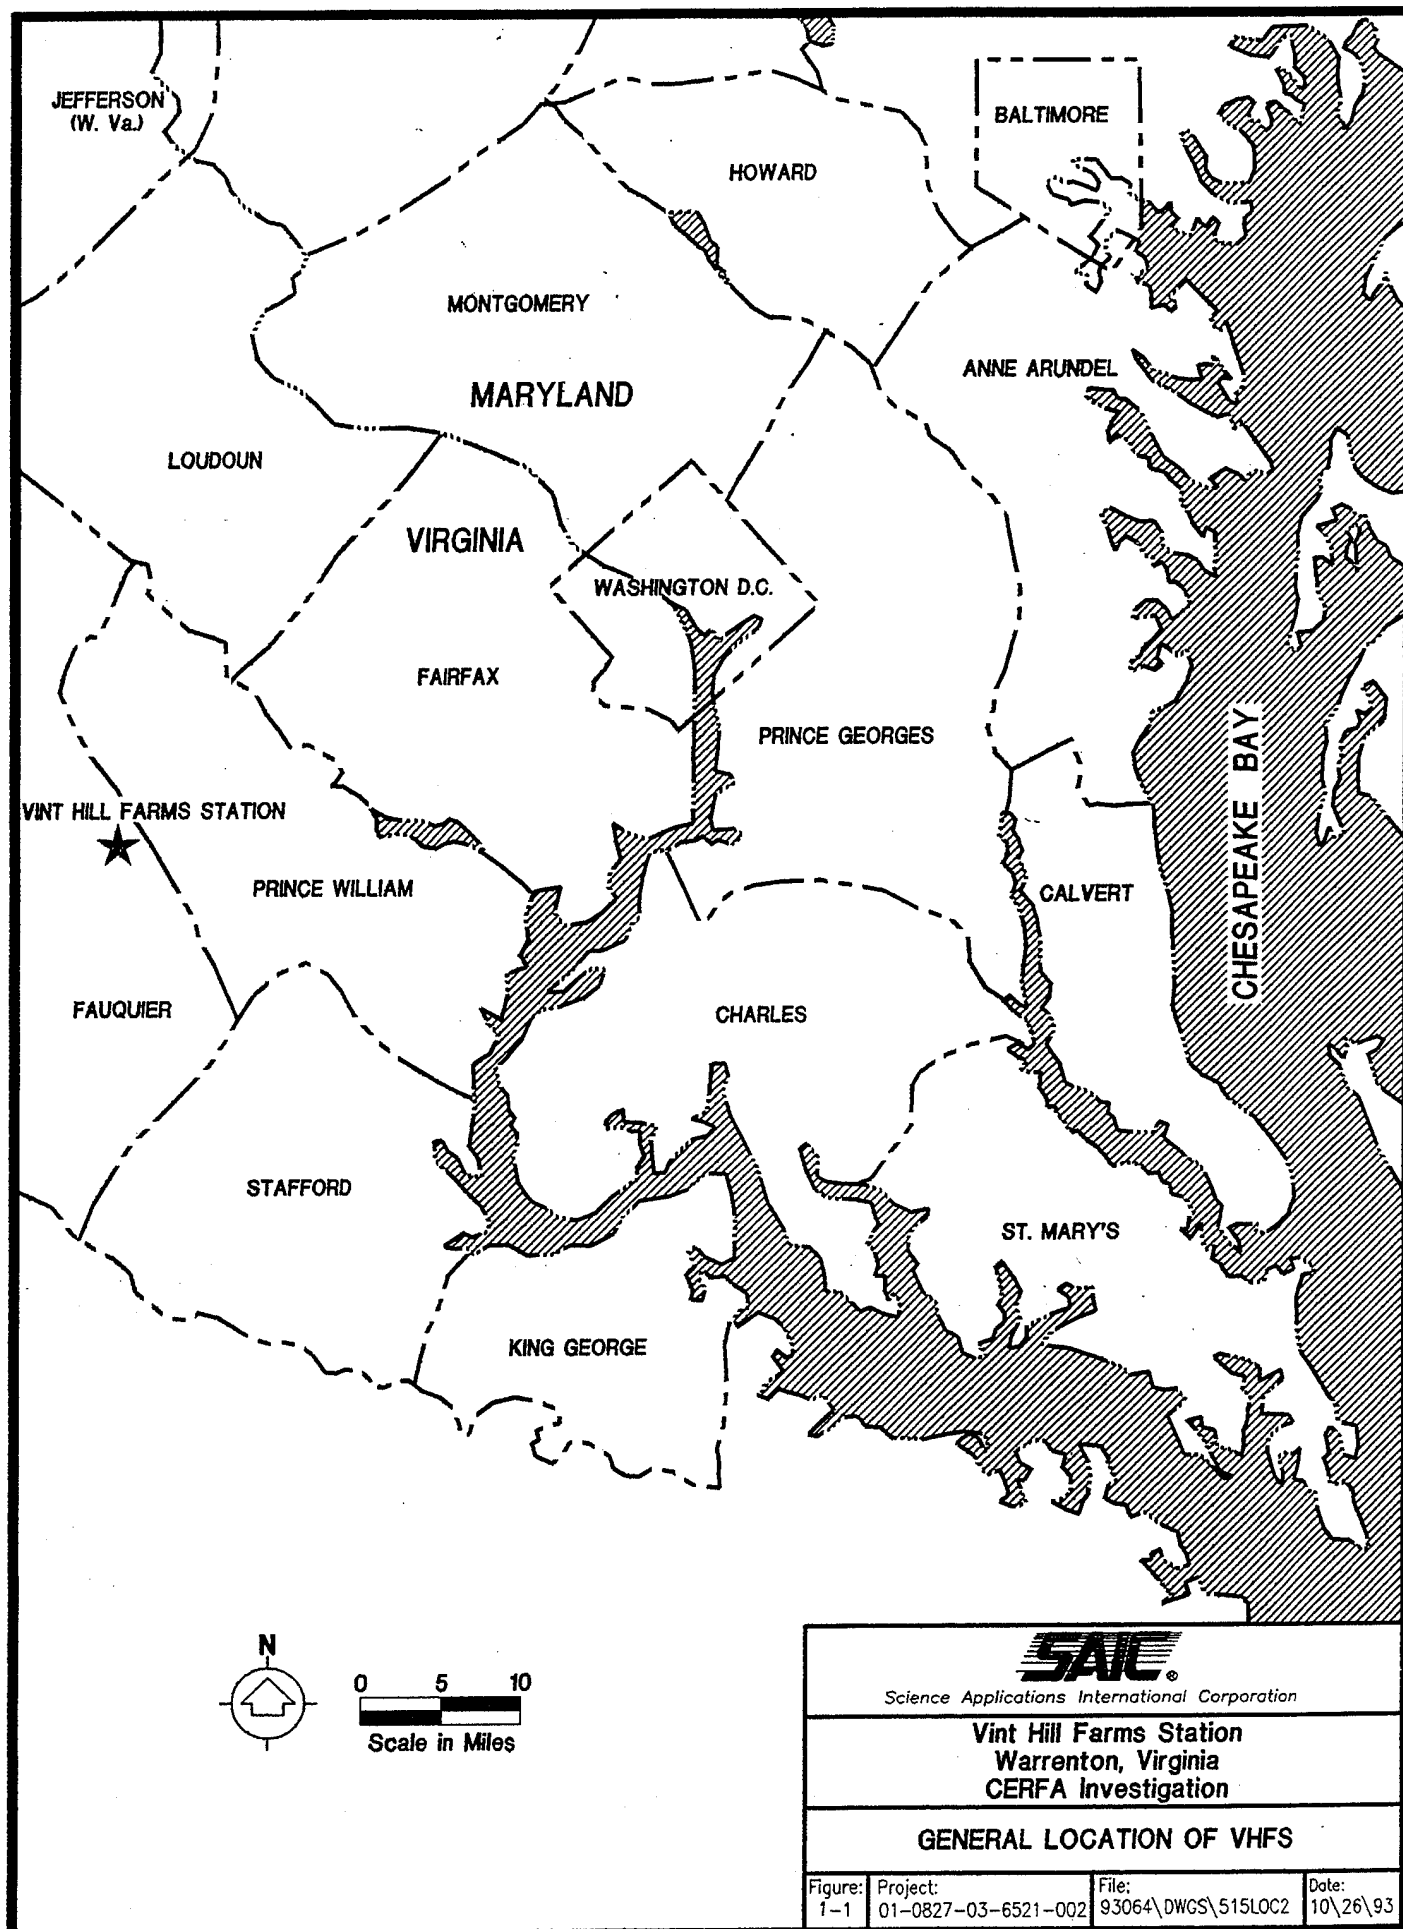 JEFFERSON
(W. Va.)
BALTIMORE
HOWARD
MONTGOMERY
ANNE ARUNDEL
MARYLAND
LOUDOUN
VIRGINIA
WASHINGTON D.C.
FAIRFAX
PRINCE GEORGES
CHESAPEAKE BAY
VINT HILL FARMS STATION
PRINCE WILLIAM
CALVERT
FAUQUIER
CHARLES
STAFFORD
ST. MARY'S
KING GEORGE
N
0 5 10
Scale in Miles
SAIC®
Science Applications International Corporation
Vint Hill Farms Station
Warrenton, Virginia
CERFA Investigation
GENERAL LOCATION OF VHFS
Figure: Project: File: Date:
1-1 01-0827-03-6521-002 93064\DWGS\515LOC2 10\26\93